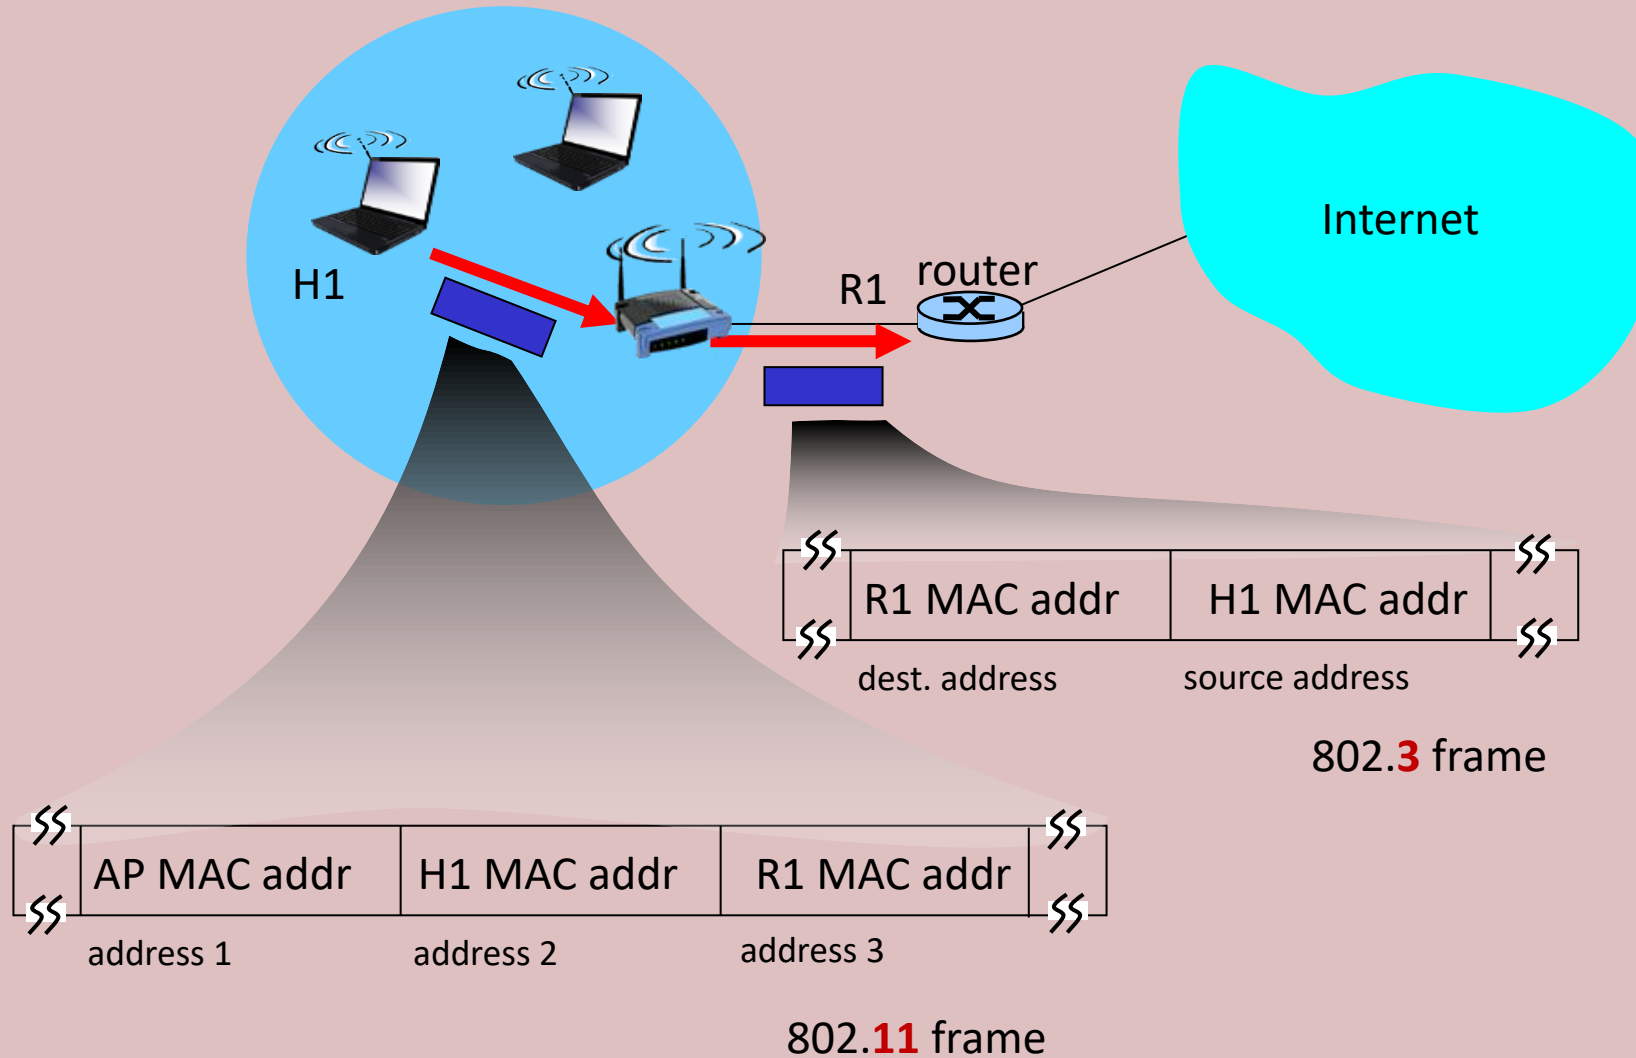 Internet
router
R1
H1
R1 MAC addr
H1 MAC addr
dest. address
source address
802.3 frame
AP MAC addr
H1 MAC addr
R1 MAC addr
address 1
address 2
address 3
802.11 frame